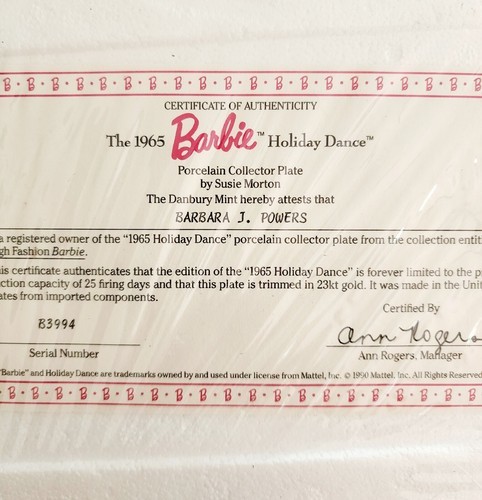 CERTIFICATE OF AUTHENTICITY
The 1965 Barbie™ Holiday Dance™
Porcelain Collector Plate
by Susie Morton
The Danbury Mint hereby attests that
BARBARA J. POWERS
a registered owner of the "1965 Holiday Dance" porcelain collector plate from the collection entit
gh Fashion Barbie.
is certificate authenticates that the edition of the "1965 Holiday Dance" is forever limited to the p
ction capacity of 25 firing days and that this plate is trimmed in 23kt gold. It was made in the Unit
ates from imported components.
Certified By
B3994
Ann Rogers
Serial Number
Ann Rogers, Manager
"Barbie" and Holiday Dance are trademarks owned by and used under license from Mattel, Inc. © 1990 Mattel, Inc. All Rights Reserved